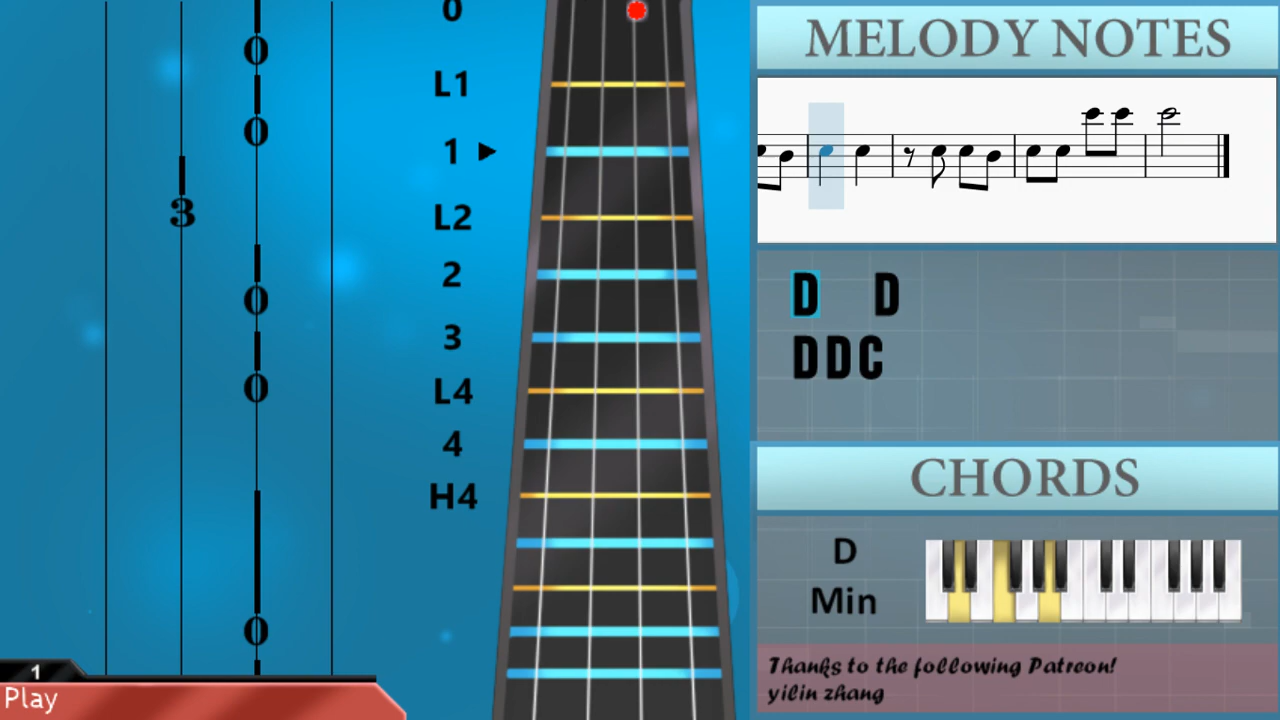 0
0
0
3
0
0
0
1
Play
0
L1
1
L2
2
3
L4
4
H4
MELODY NOTES
D D
DDC
CHORDS
D
Min
Thanks to the following Patreon!
yilin zhang